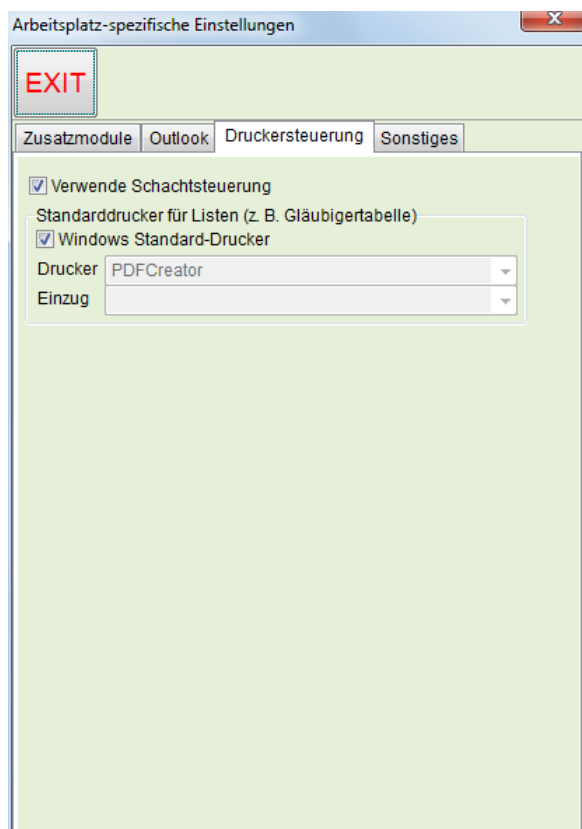 Arbeitsplatz-spezifische Einstellungen
X
EXIT
Zusatzmodule Outlook Druckersteuerung Sonstiges
Verwende Schachtsteuerung
Standarddrucker für Listen (z. B. Gläubigertabelle)
Windows Standard-Drucker
Drucker PDFCreator
Einzug